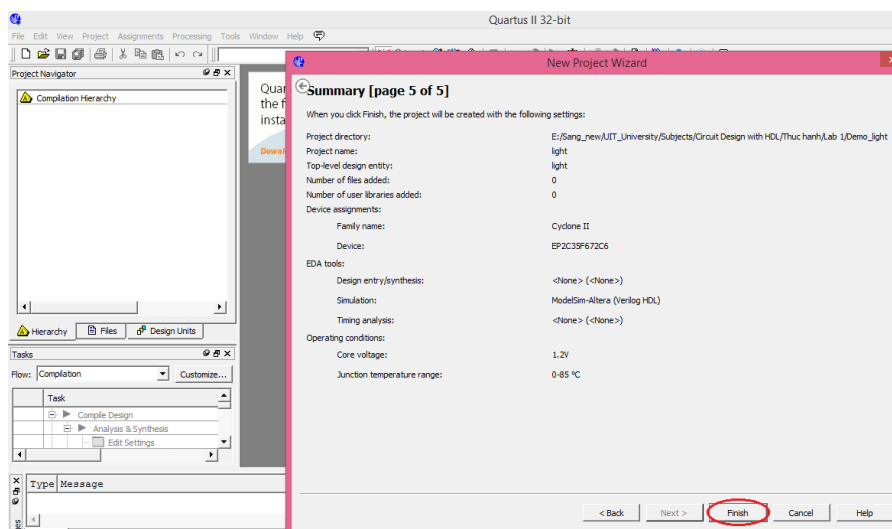 Quartus II 32-bit
File Edit View Project Assignments Processing Tools Window Help
Project Navigator
Compilation Hierarchy
Hierarchy Files Design Units
Tasks
Flow: Compilation Customize...
Task
Compile Design
Analysis & Synthesis
Edit Settings
Type Message
Quar
the f
insta
New Project Wizard
Summary [page 5 of 5]
When you click Finish, the project will be created with the following settings:
Project directory: E:/Sang_new/UIT_University/Subjects/Circuit Design with HDL/Thuc hanh/Lab 1/Demo_light
Project name: light
Top-level design entity: light
Number of files added: 0
Number of user libraries added: 0
Device assignments:
Family name: Cyclone II
Device: EP2C35F672C6
EDA tools:
Design entry/synthesis: <None> (<None>)
Simulation: ModelSim-Altera (Verilog HDL)
Timing analysis: <None> (<None>)
Operating conditions:
Core voltage: 1.2V
Junction temperature range: 0-85 ºC
< Back Next > Finish Cancel Help